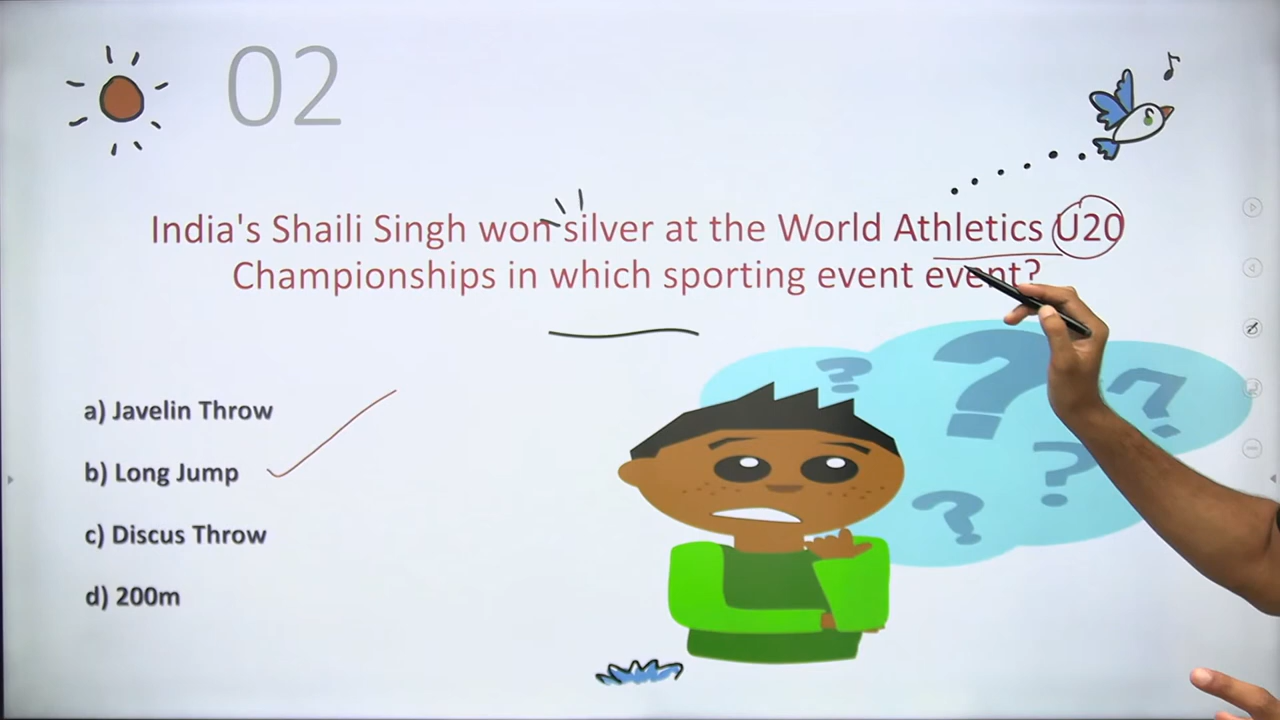 02
India's Shaili Singh won silver at the World Athletics U20
Championships in which sporting event event?
a) Javelin Throw
b) Long Jump
c) Discus Throw
d) 200m